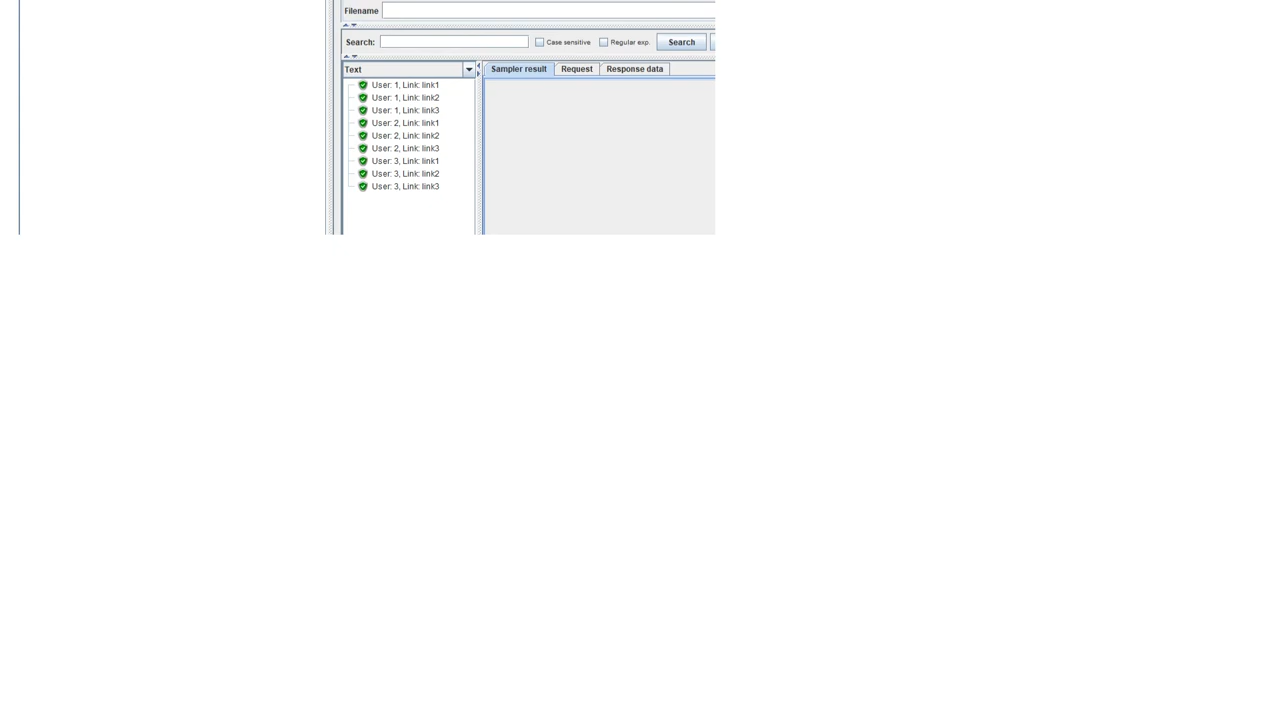 Filename
Search: Case sensitive Regular exp. Search
Text Sampler result Request Response data
User: 1, Link: link1
User: 1, Link: link2
User: 1, Link: link3
User: 2, Link: link1
User: 2, Link: link2
User: 2, Link: link3
User: 3, Link: link1
User: 3, Link: link2
User: 3, Link: link3